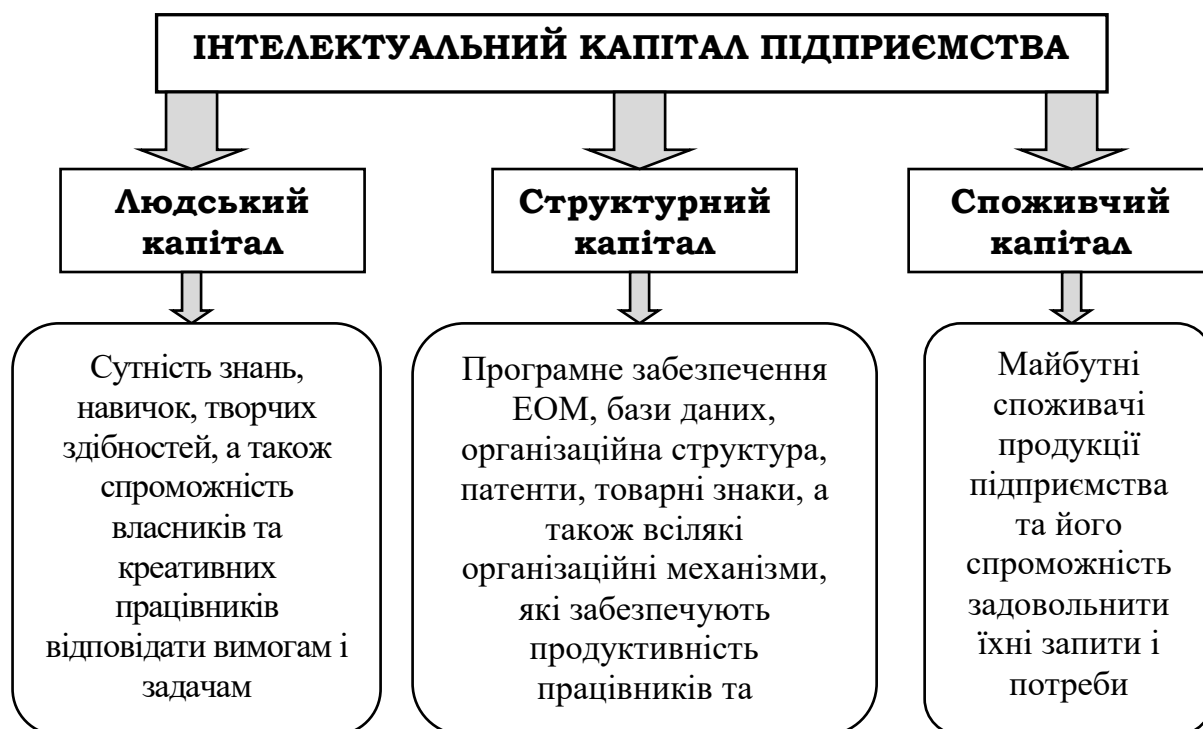 ІНТЕЛЕКТУАЛЬНИЙ КАПІТАЛ ПІДПРИЄМСТВА
Людський
капітал
Структурний
капітал
Споживчий
капітал
Сутність знань,
навичок, творчих
здібностей, а також
спроможність
власників та
креативних
працівників
відповідати вимогам і
задачам
Програмне забезпечення
ЕОМ, бази даних,
організаційна структура,
патенти, товарні знаки, а
також всілякі
організаційні механізми,
які забезпечують
продуктивність
працівників та
Майбутні
споживачі
продукції
підприємства
та його
спроможність
задовольнити
їхні запити і
потреби